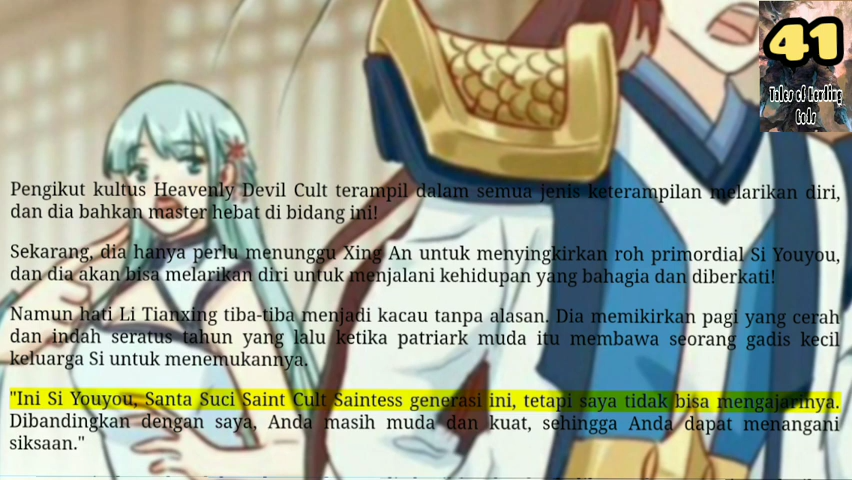 41
Tales of Herding
Gods
Pengikut kultus Heavenly Devil Cult terampil dalam semua jenis keterampilan melarikan diri,
dan dia bahkan master hebat di bidang ini!
Sekarang, dia hanya perlu menunggu Xing An untuk menyingkirkan roh primordial Si Youyou,
dan dia akan bisa melarikan diri untuk menjalani kehidupan yang bahagia dan diberkati!
Namun hati Li Tianxing tiba-tiba menjadi kacau tanpa alasan. Dia memikirkan pagi yang cerah
dan indah seratus tahun yang lalu ketika patriark muda itu membawa seorang gadis kecil
keluarga Si untuk menemukannya.
"Ini Si Youyou, Santa Suci Saint Cult Saintess generasi ini, tetapi saya tidak bisa mengajarinya.
Dibandingkan dengan saya, Anda masih muda dan kuat, sehingga Anda dapat menangani
siksaan."